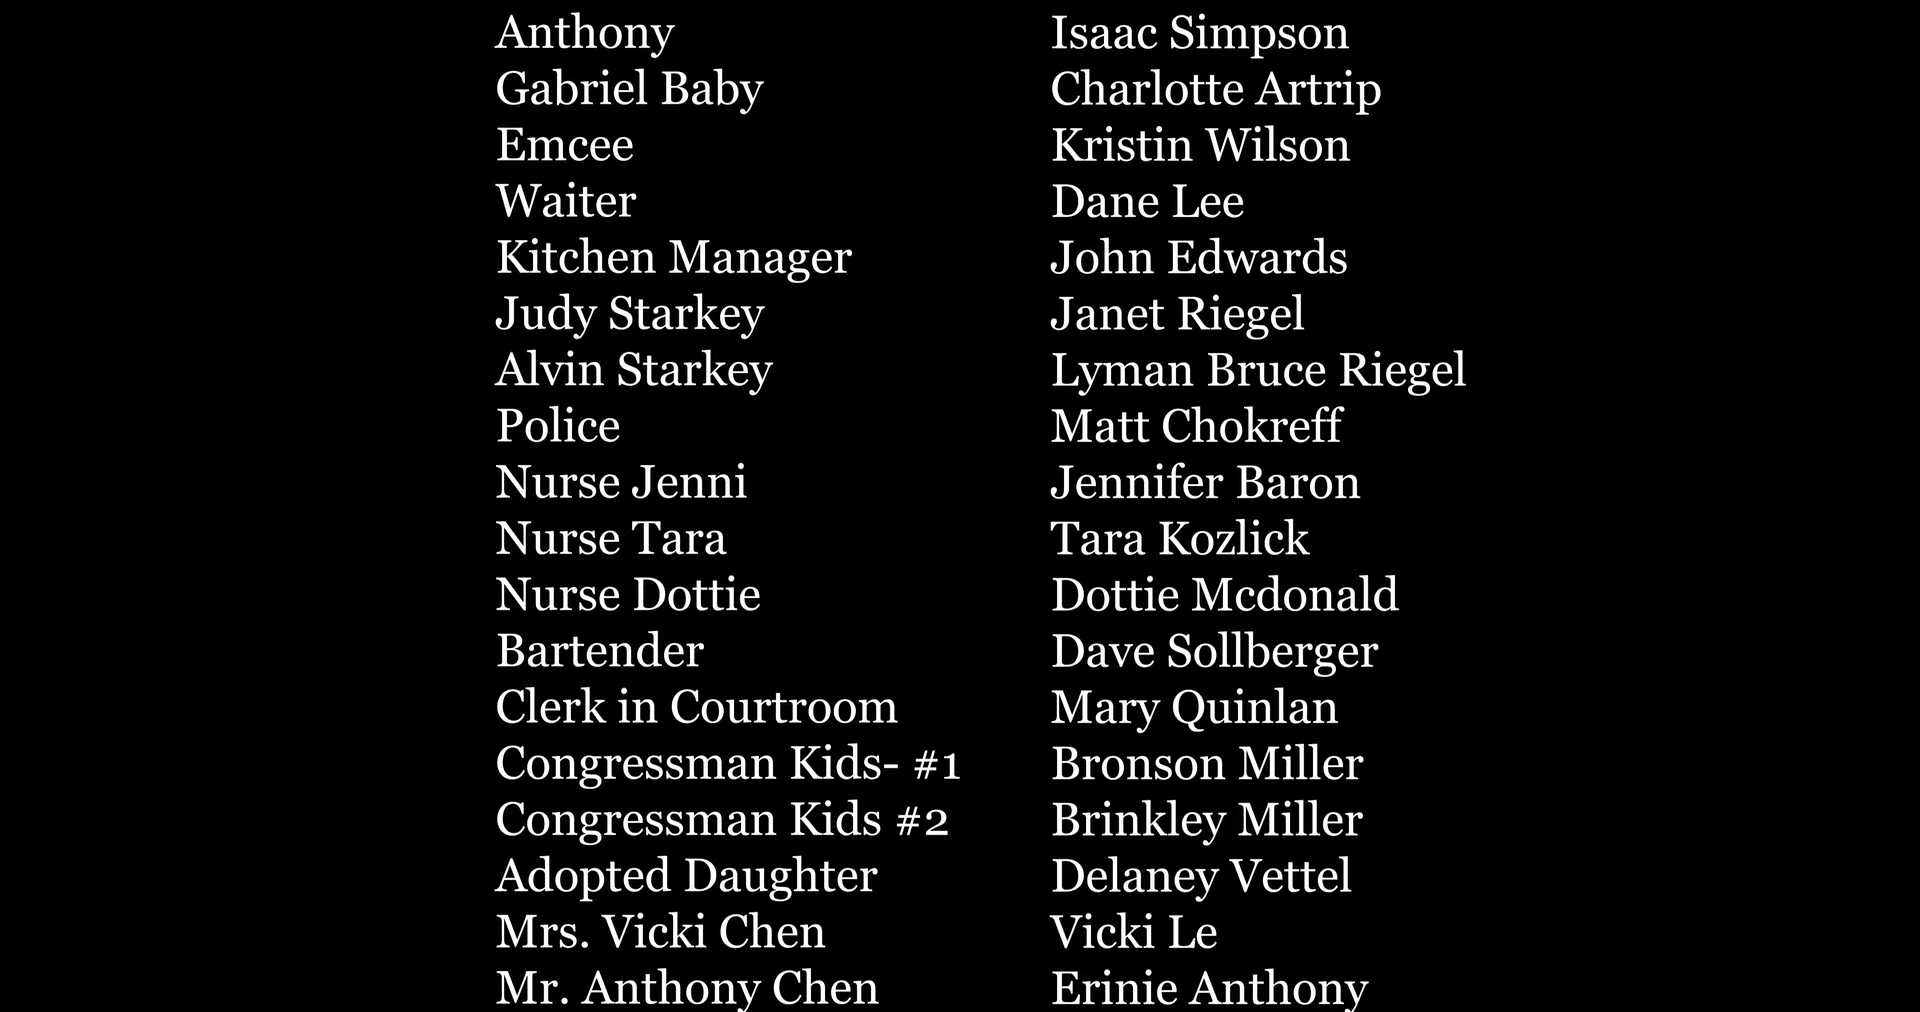 Anthony Isaac Simpson
Gabriel Baby Charlotte Artrip
Emcee Kristin Wilson
Waiter Dane Lee
Kitchen Manager John Edwards
Judy Starkey Janet Riegel
Alvin Starkey Lyman Bruce Riegel
Police Matt Chokreff
Nurse Jenni Jennifer Baron
Nurse Tara Tara Kozlick
Nurse Dottie Dottie Mcdonald
Bartender Dave Sollberger
Clerk in Courtroom Mary Quinlan
Congressman Kids- #1 Bronson Miller
Congressman Kids #2 Brinkley Miller
Adopted Daughter Delaney Vettel
Mrs. Vicki Chen Vicki Le
Mr. Anthony Chen Erinie Anthony